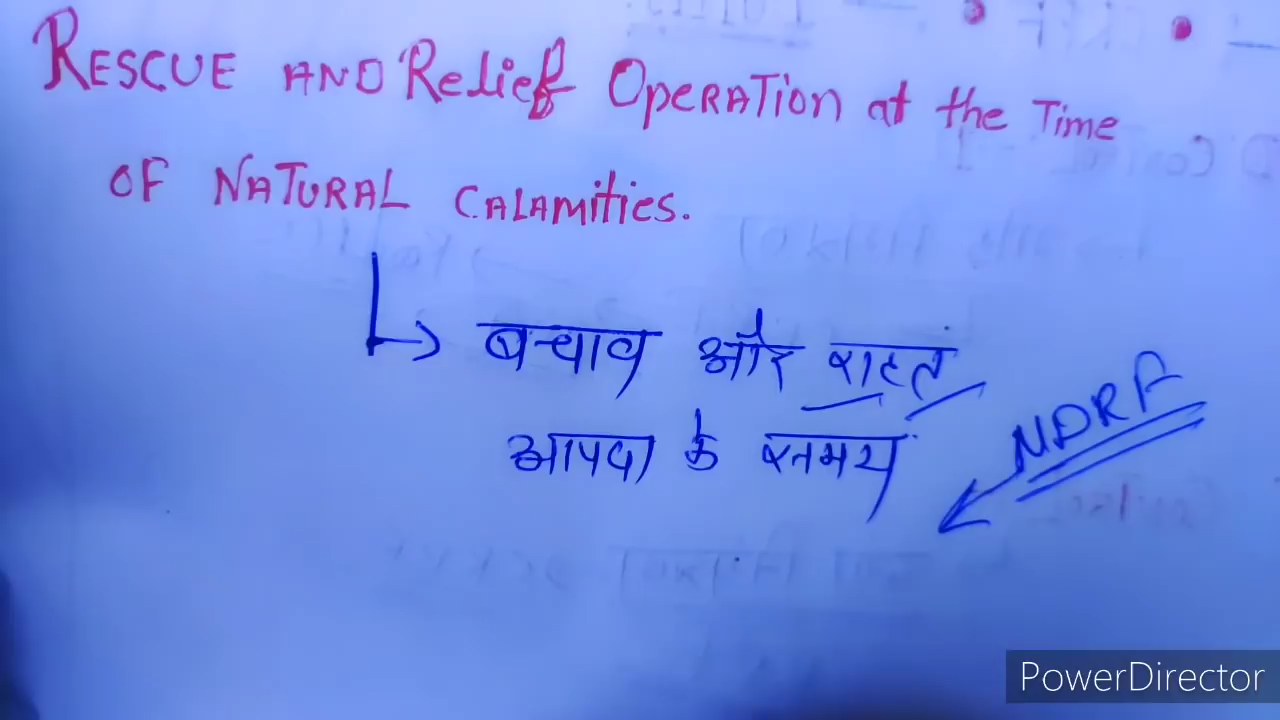 RESCUE AND Relief OPERATION at the Time
OF NATURAL CALAMITIES.
बचाव और राहत
आपदा के समय
NDRF
PowerDirector